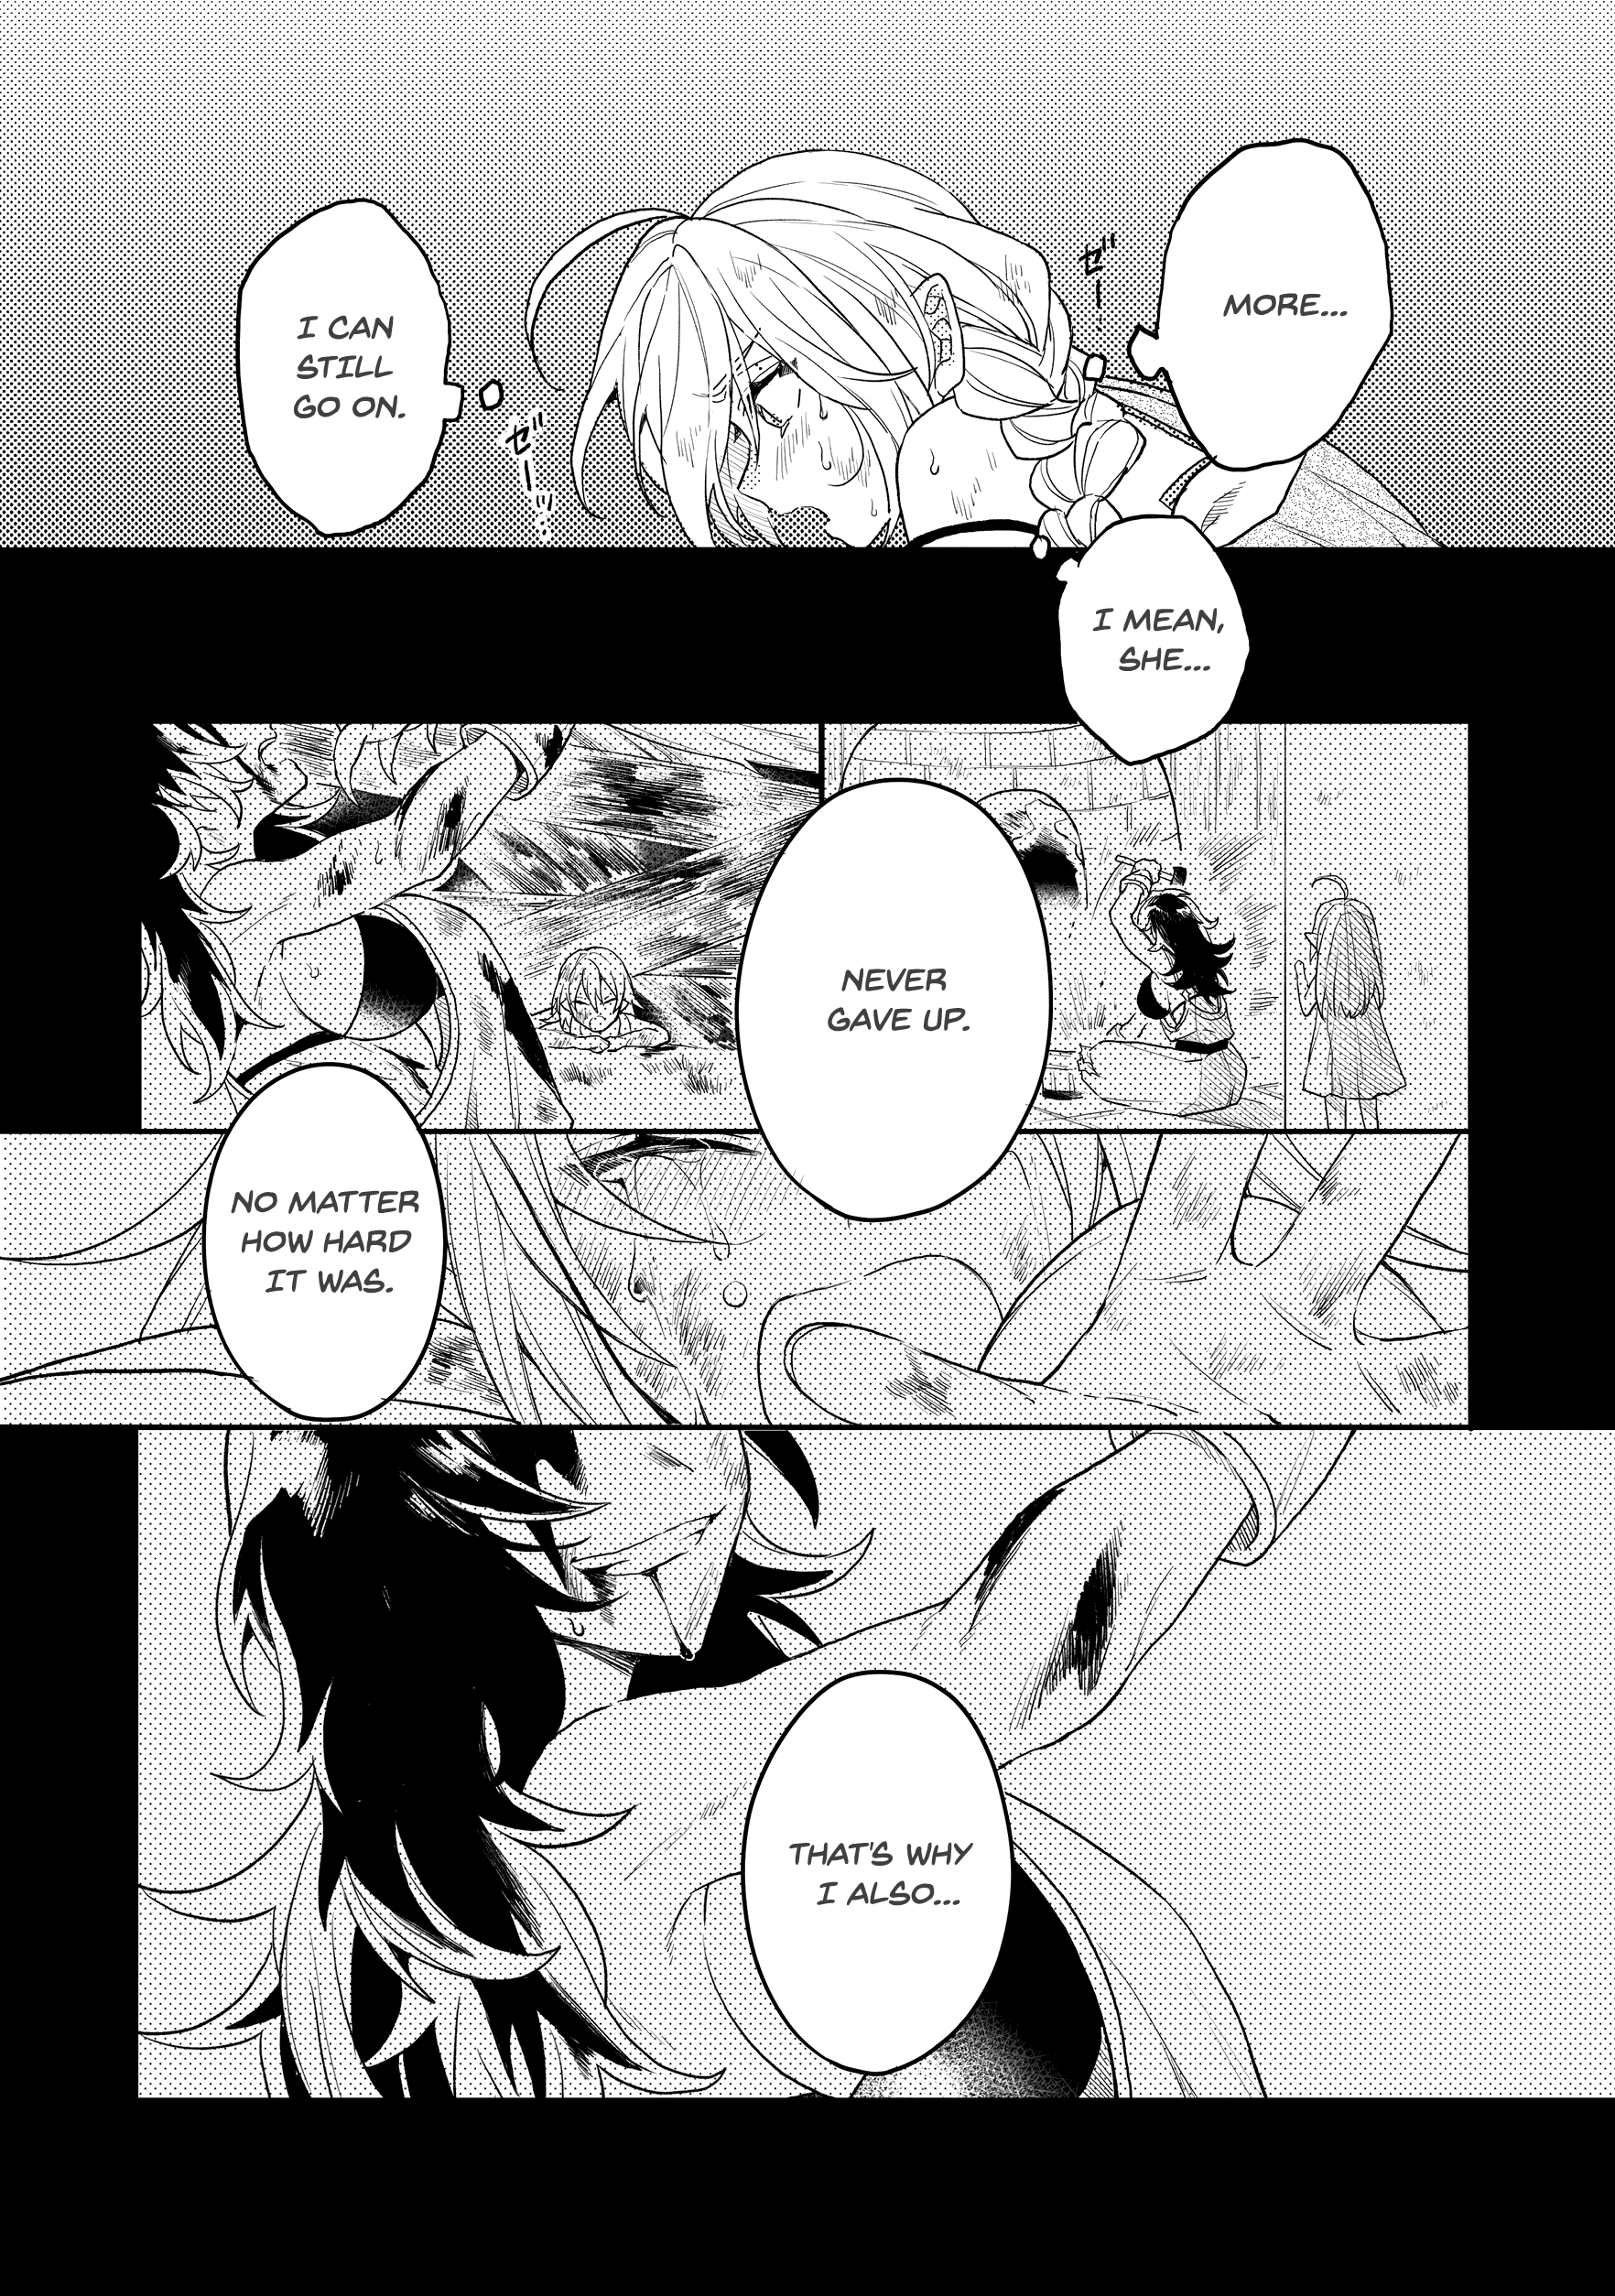 MORE...
ゼー
I CAN
STILL
GO ON.
ゼーッ
I MEAN,
SHE...
NEVER
GAVE UP.
NO MATTER
HOW HARD
IT WAS.
THAT'S WHY
I ALSO...